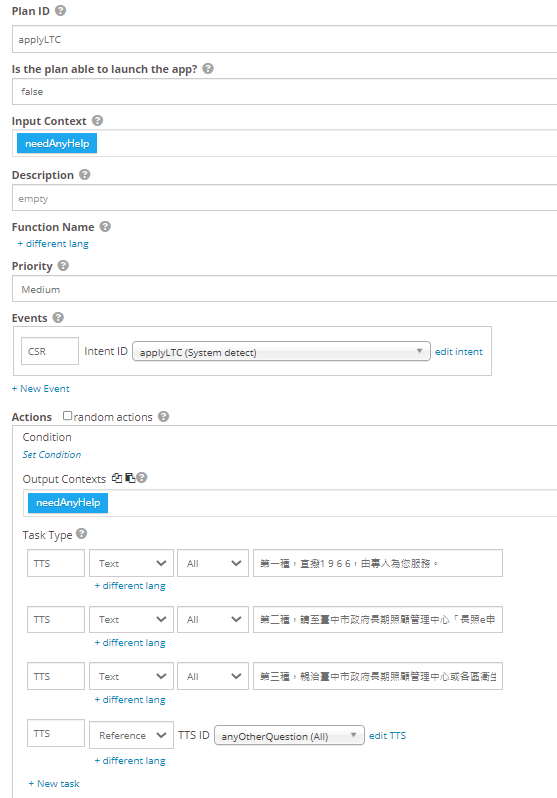 Plan ID
applyLTC
Is the plan able to launch the app?
false
Input Context
needAnyHelp
Description
empty
Function Name
+ different lang
Priority
Medium
Events
CSR Intent ID applyLTC (System detect) edit intent
+ New Event
Actions random actions
Condition
Set Condition
Output Contexts
needAnyHelp
Task Type
TTS Text All 第一種，直撥1 9 6 6，由專人為您服務。
+ different lang
TTS Text All 第二種，請至臺中市政府長期照顧管理中心「長照e申
+ different lang
TTS Text All 第三種，親洽臺中市政府長期照顧管理中心或各區衛生
+ different lang
TTS Reference TTS ID anyOtherQuestion (All) edit TTS
+ different lang
+ New task